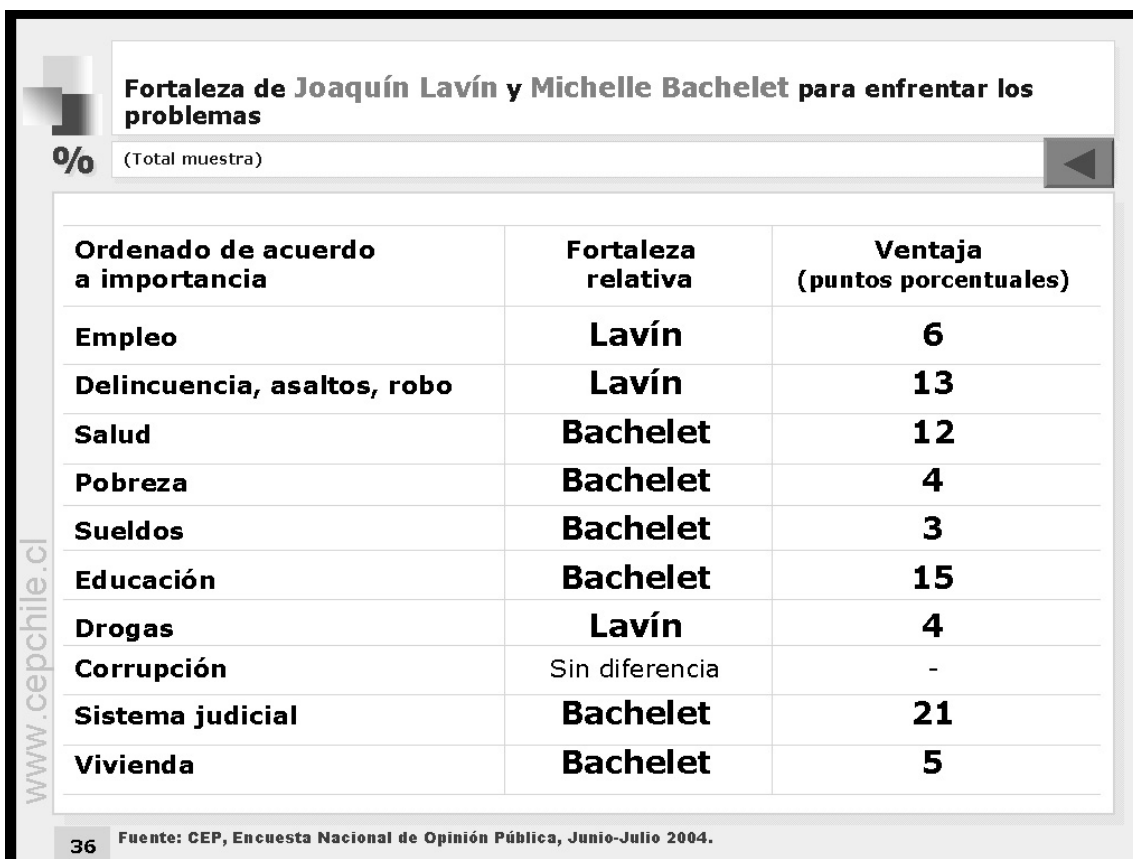 Fortaleza de Joaquín Lavín y Michelle Bachelet para enfrentar los
problemas
%
(Total muestra)
Ordenado de acuerdo
a importancia
Fortaleza
relativa
Ventaja
(puntos porcentuales)
Empleo Lavín 6
Delincuencia, asaltos, robo Lavín 13
Salud Bachelet 12
Pobreza Bachelet 4
Sueldos Bachelet 3
Educación Bachelet 15
Drogas Lavín 4
Corrupción Sin diferencia -
Sistema judicial Bachelet 21
Vivienda Bachelet 5
www.cepchile.cl
36 Fuente: CEP, Encuesta Nacional de Opinión Pública, Junio-Julio 2004.